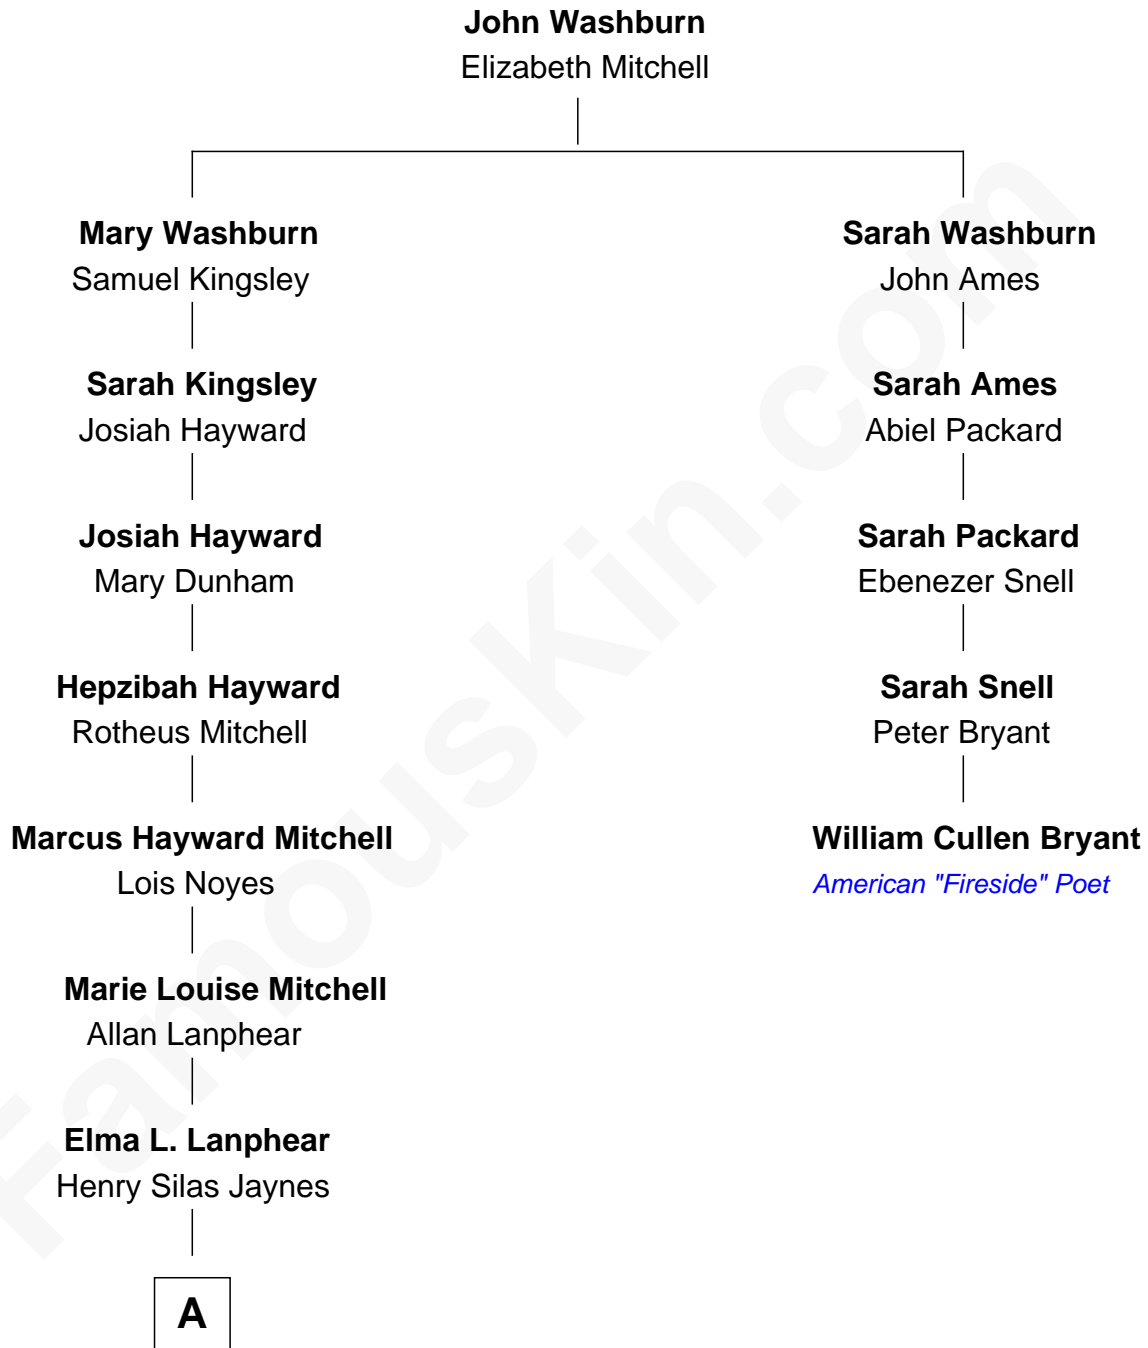 John Washburn
Elizabeth Mitchell
Mary Washburn
Samuel Kingsley
Sarah Kingsley
Josiah Hayward
Josiah Hayward
Mary Dunham
Hepzibah Hayward
Rotheus Mitchell
Marcus Hayward Mitchell
Lois Noyes
Marie Louise Mitchell
Allan Lanphear
Elma L. Lanphear
Henry Silas Jaynes
A
Sarah Washburn
John Ames
Sarah Ames
Abiel Packard
Sarah Packard
Ebenezer Snell
Sarah Snell
Peter Bryant
William Cullen Bryant
American "Fireside" Poet
FamousKin.com